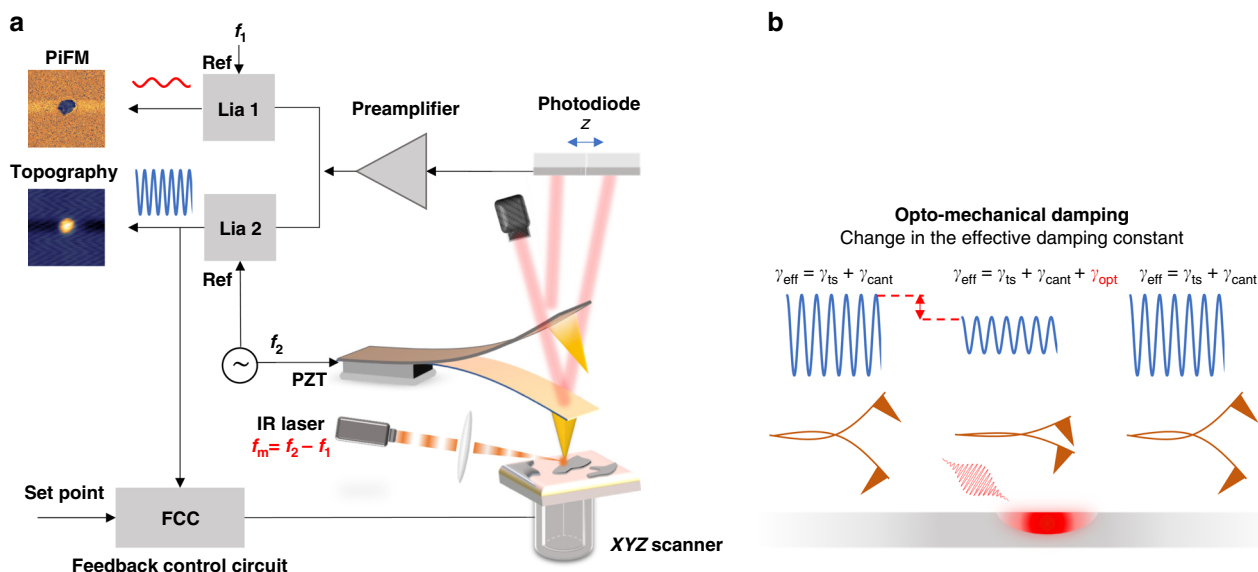 a
PiFM
f₁
Ref
Lia 1
Preamplifier
Photodiode
z
Topography
Lia 2
Ref
~
f₂
PZT
IR laser
fₘ= f₂ – f₁
Set point
FCC
Feedback control circuit
XYZ scanner
b
Opto-mechanical damping
Change in the effective damping constant
γeff = γts + γcant
γeff = γts + γcant + γopt
γeff = γts + γcant